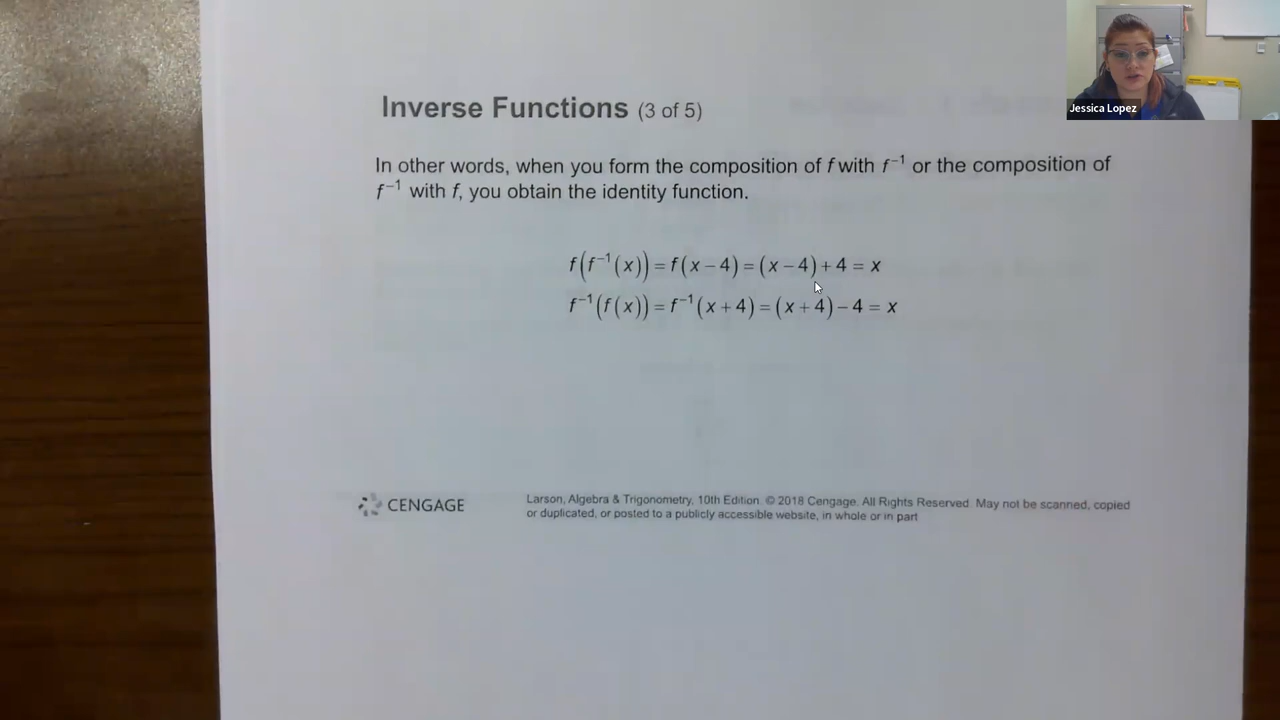 Jessica Lopez
Inverse Functions (3 of 5)
In other words, when you form the composition of f with f⁻¹ or the composition of
f⁻¹ with f, you obtain the identity function.
f(f⁻¹(x)) = f(x − 4) = (x − 4) + 4 = x
f⁻¹(f(x)) = f⁻¹(x + 4) = (x + 4) − 4 = x
CENGAGE
Larson, Algebra & Trigonometry, 10th Edition. © 2018 Cengage. All Rights Reserved. May not be scanned, copied
or duplicated, or posted to a publicly accessible website, in whole or in part